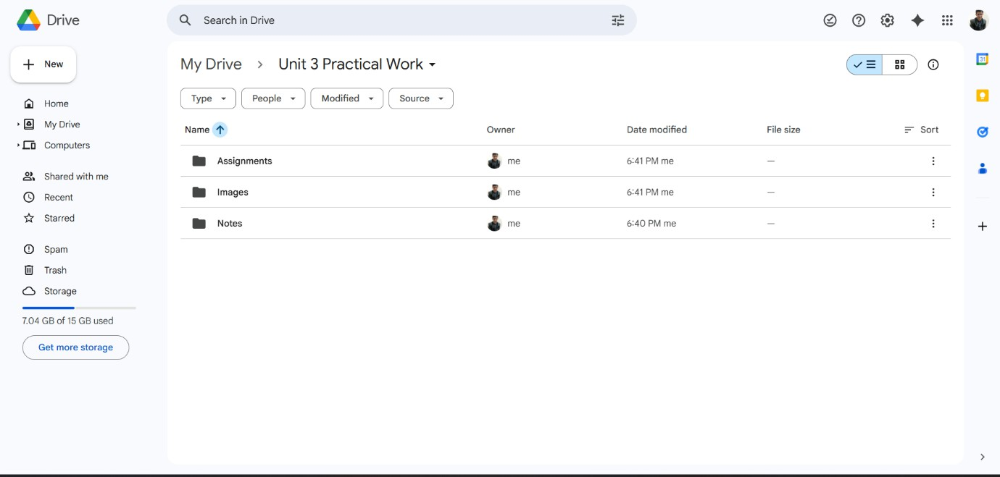 Drive
Search in Drive
New
My Drive > Unit 3 Practical Work
Home
My Drive
Computers
Shared with me
Recent
Starred
Spam
Trash
Storage
7.04 GB of 15 GB used
Get more storage
Type People Modified Source
Name Owner Date modified File size Sort
Assignments me 6:41 PM me —
Images me 6:41 PM me —
Notes me 6:40 PM me —
31